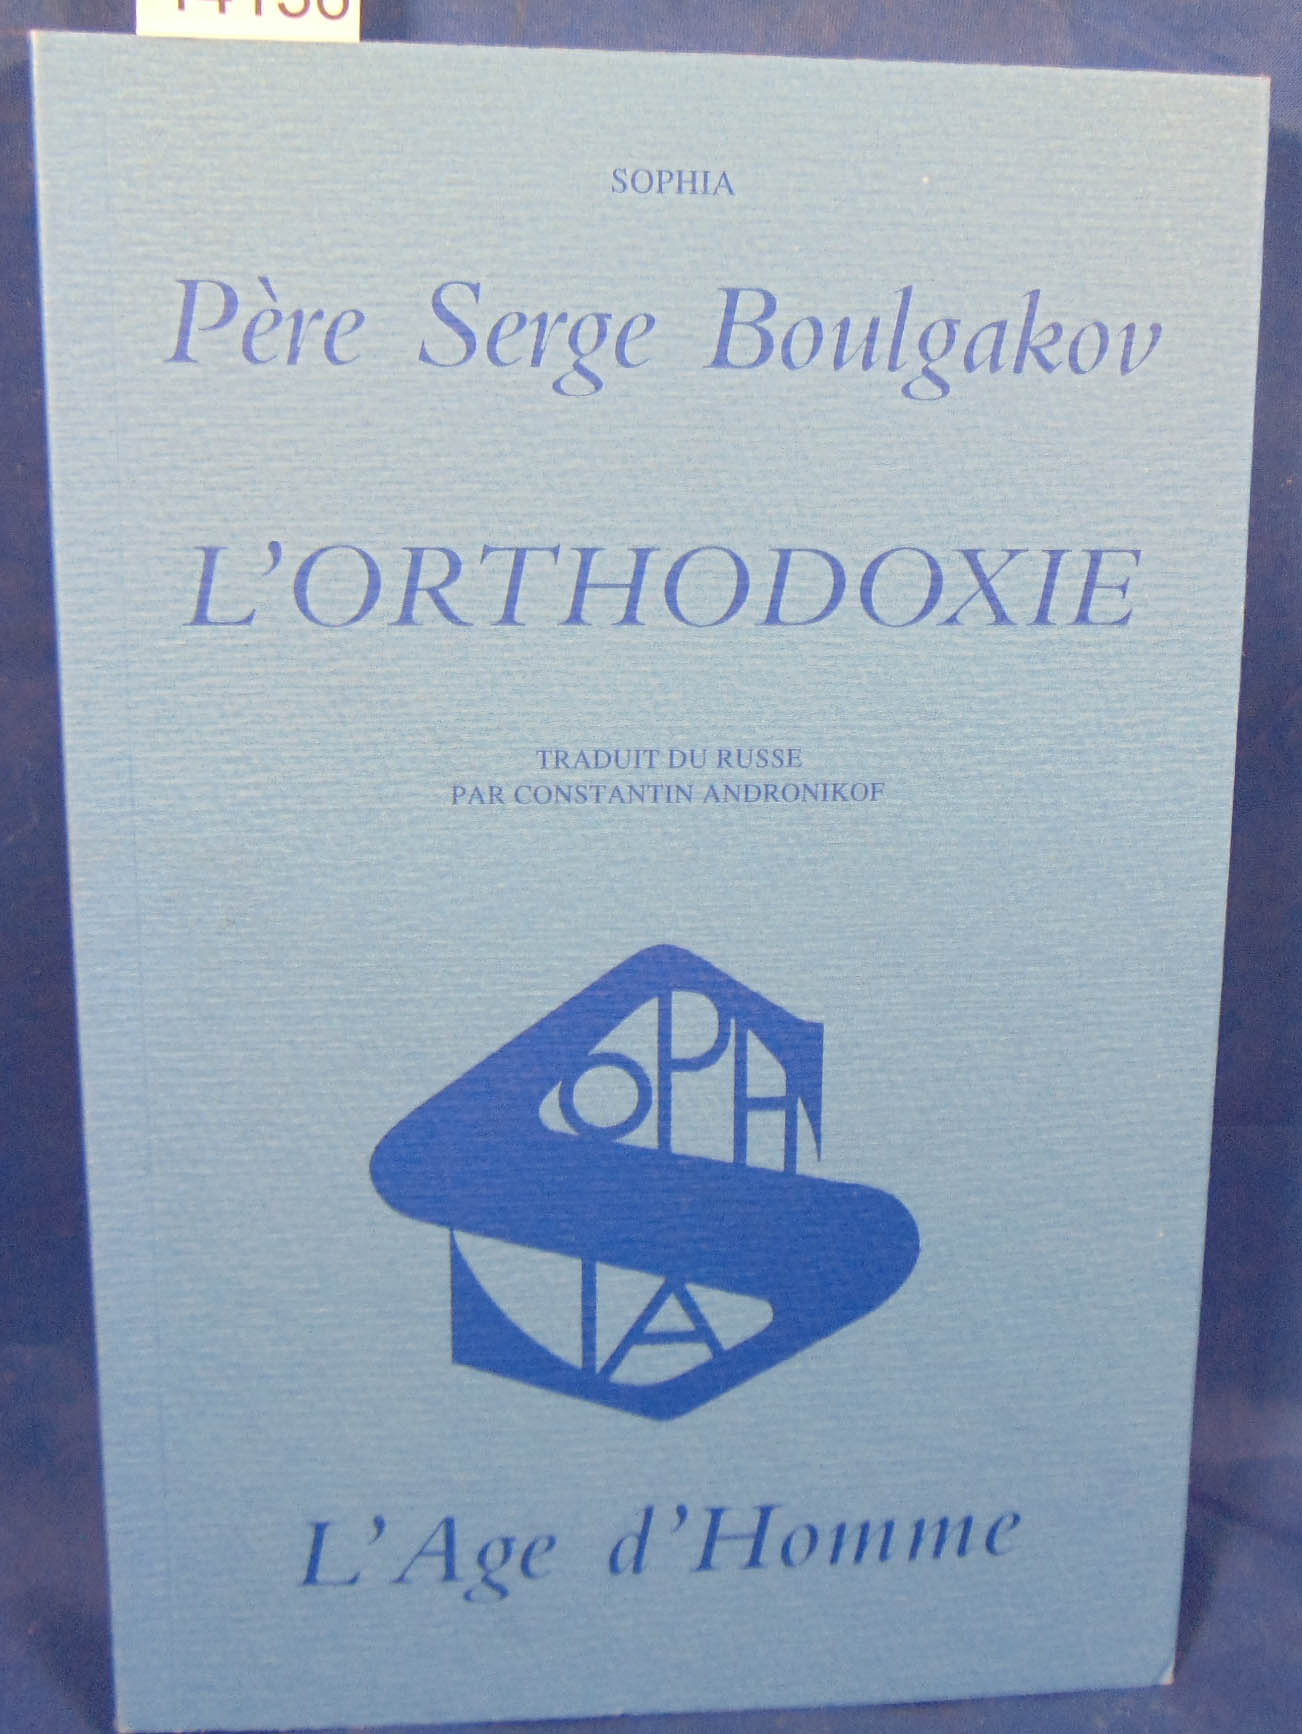 SOPHIA
Père Serge Boulgakov
L'ORTHODOXIE
TRADUIT DU RUSSE
PAR CONSTANTIN ANDRONIKOF
SOPHIA
L'Age d'Homme